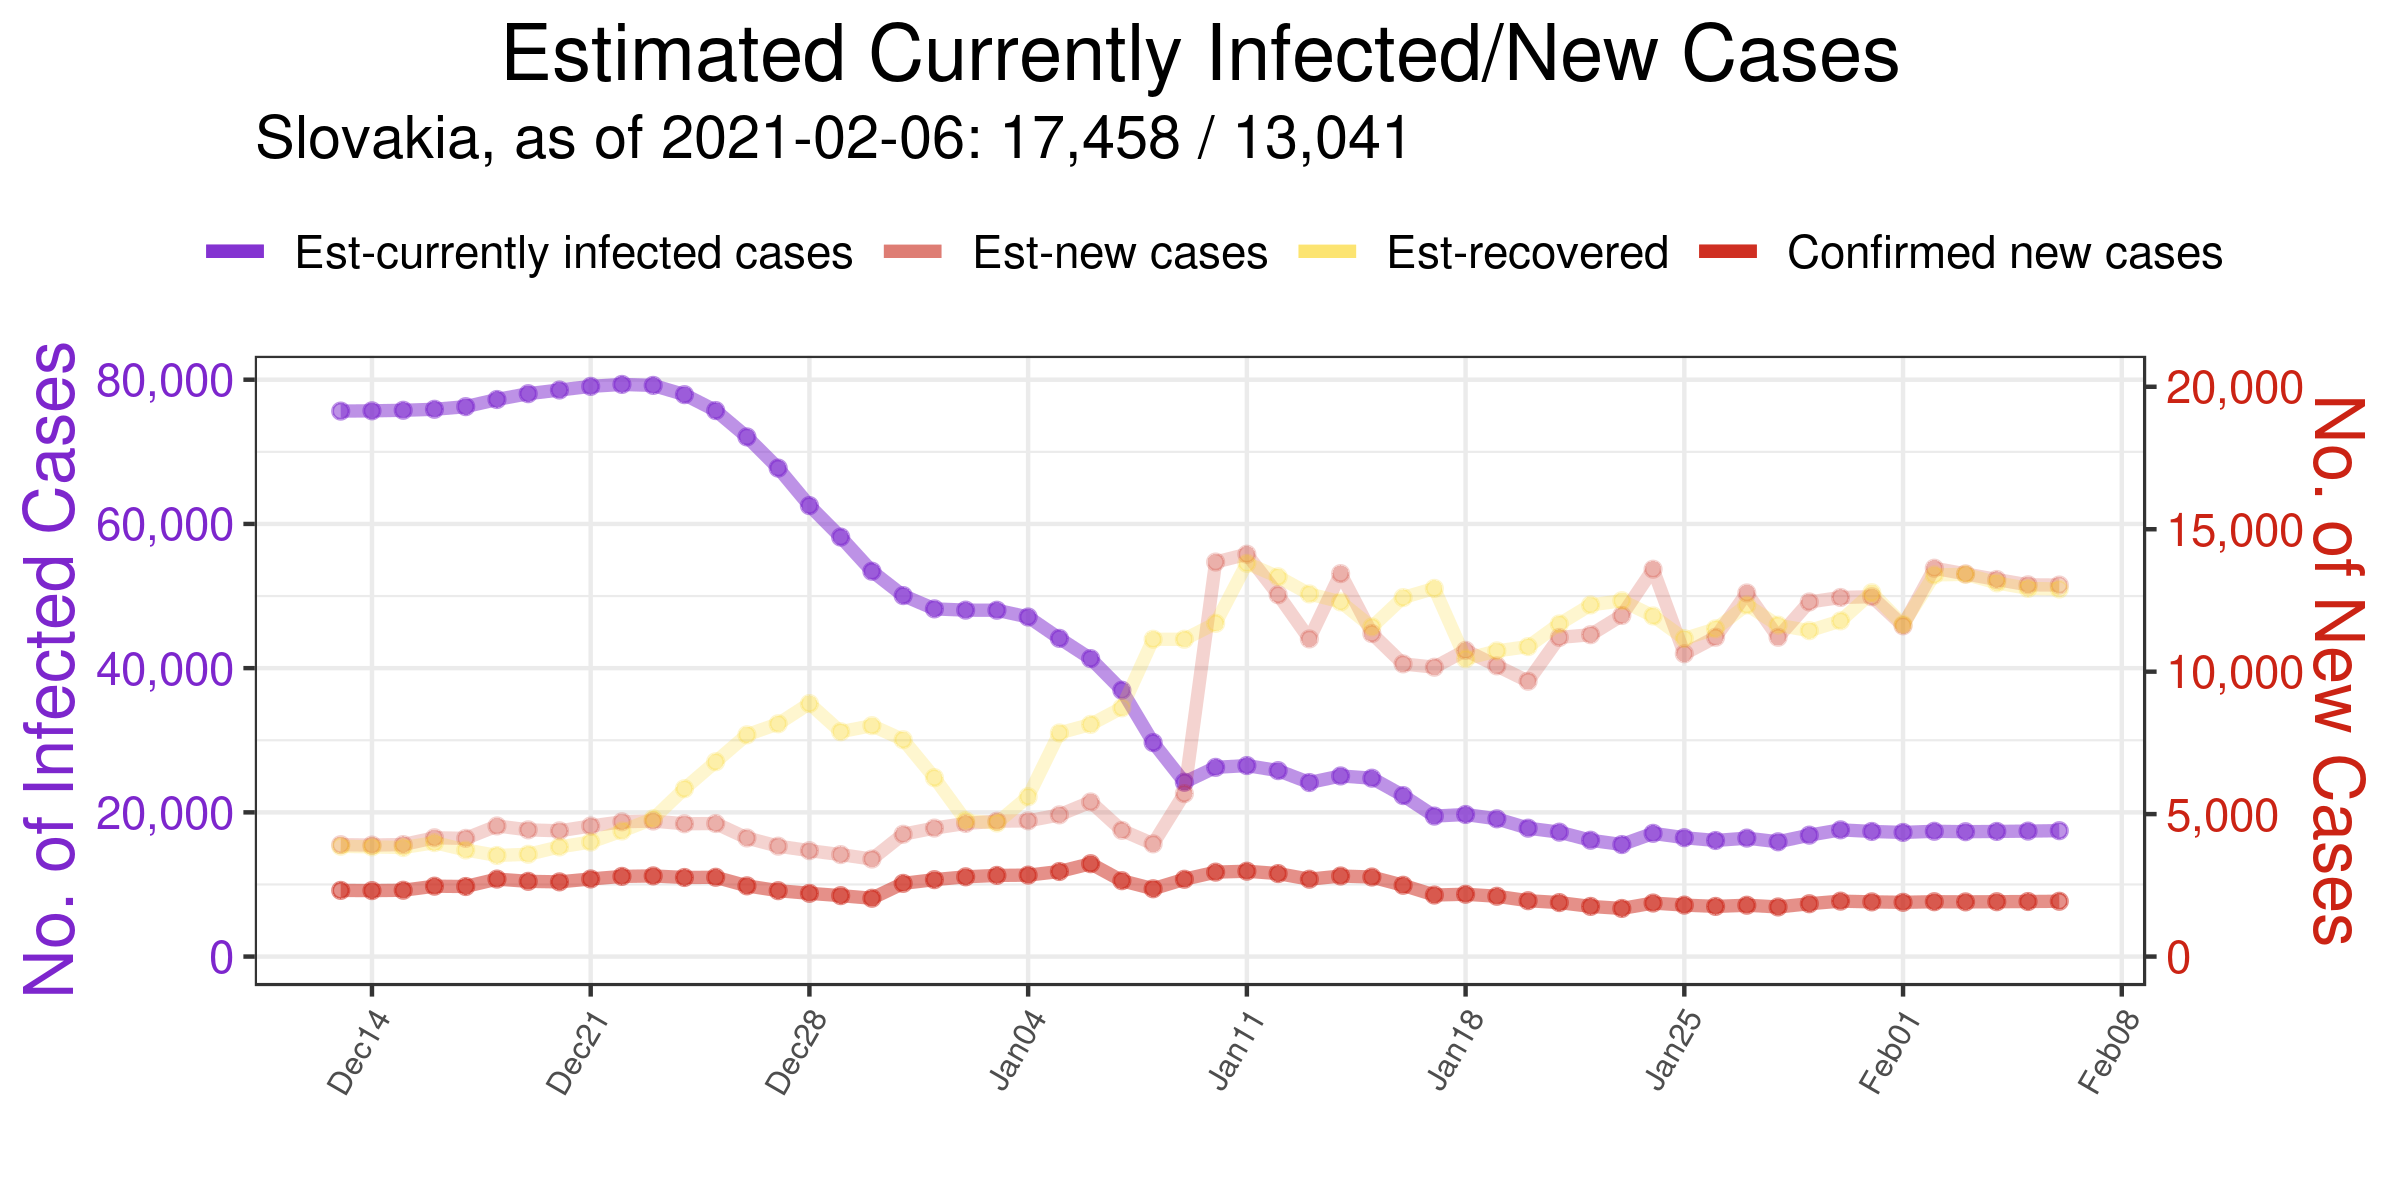 Estimated Currently Infected/New Cases
Slovakia, as of 2021-02-06: 17,458 / 13,041
Est-currently infected cases Est-new cases Est-recovered Confirmed new cases
No. of Infected Cases
80,000
60,000
40,000
20,000
0
20,000
15,000
10,000
5,000
0
No. of New Cases
Dec14 Dec21 Dec28 Jan04 Jan11 Jan18 Jan25 Feb01 Feb08